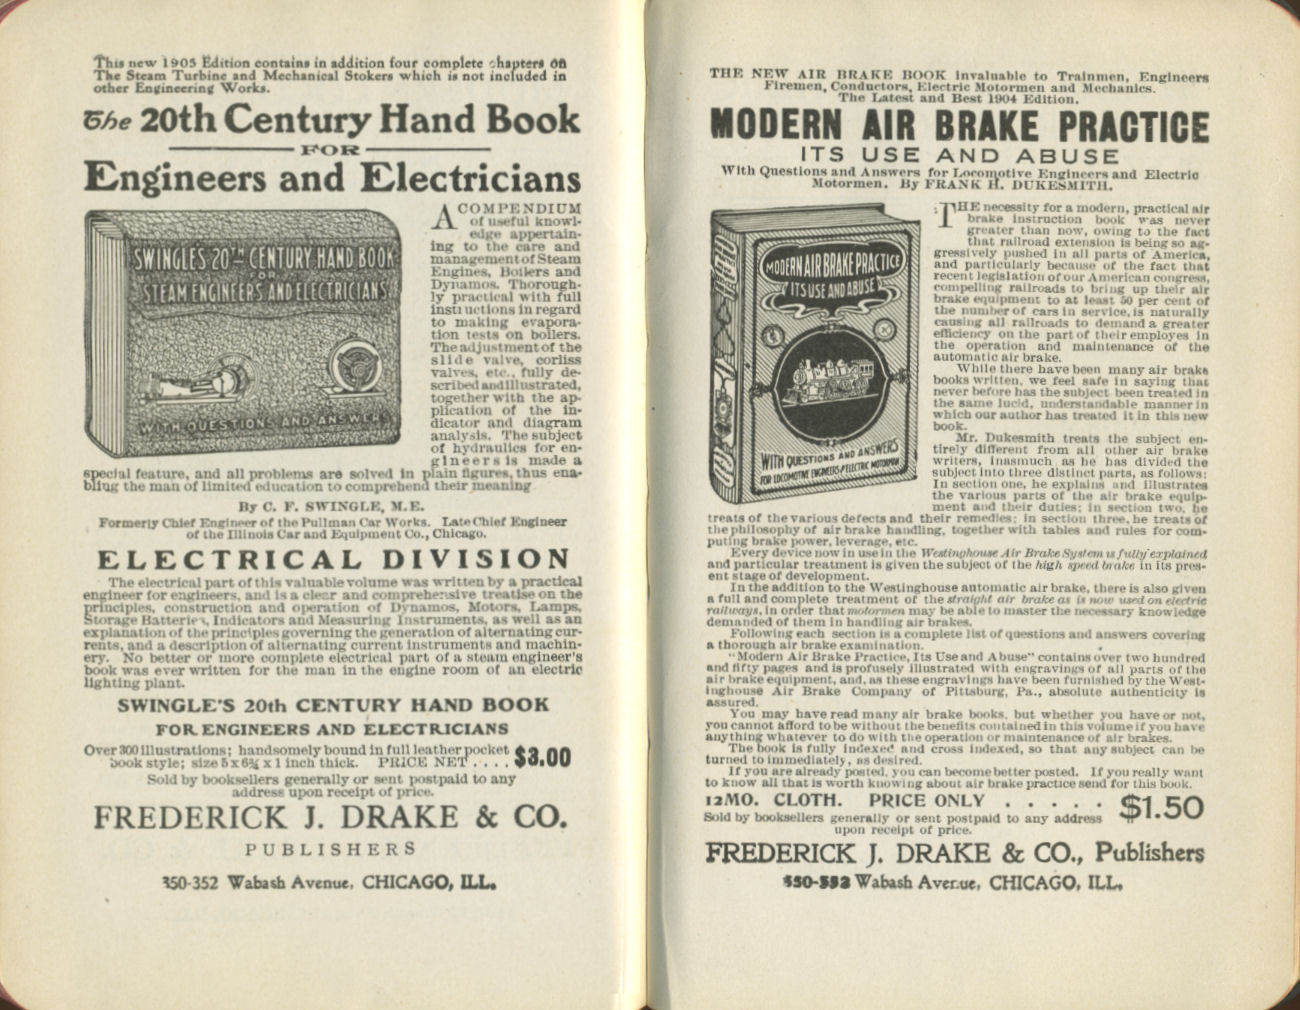 This new 1905 Edition contains in addition four complete chapters on
The Steam Turbine and Mechanical Stokers which is not included in
other Engineering Works.
The 20th Century Hand Book
FOR
Engineers and Electricians
SWINGLE'S 20TH CENTURY HAND BOOK
FOR
STEAM ENGINEERS AND ELECTRICIANS
WITH QUESTIONS AND ANSWERS
A COMPENDIUM
of useful knowl-
edge appertain-
ing to the care and
management of Steam
Engines, Boilers and
Dynamos. Thorough-
ly practical with full
instructions in regard
to making evapora-
tion tests on boilers.
The adjustment of the
slide valve, corliss
valves, etc., fully de-
scribed and illustrated,
together with the ap-
plication of the in-
dicator and diagram
analysis. The subject
of hydraulics for en-
gineers is made a
special feature, and all problems are solved in plain figures, thus ena-
bling the man of limited education to comprehend their meaning
By C. F. SWINGLE, M.E.
Formerly Chief Engineer of the Pullman Car Works. Late Chief Engineer
of the Illinois Car and Equipment Co., Chicago.
ELECTRICAL DIVISION
The electrical part of this valuable volume was written by a practical
engineer for engineers, and is a clear and comprehensive treatise on the
principles, construction and operation of Dynamos, Motors, Lamps,
Storage Batteries, Indicators and Measuring Instruments, as well as an
explanation of the principles governing the generation of alternating cur-
rents, and a description of alternating current instruments and machin-
ery. No better or more complete electrical part of a steam engineer's
book was ever written for the man in the engine room of an electric
lighting plant.
SWINGLE'S 20th CENTURY HAND BOOK
FOR ENGINEERS AND ELECTRICIANS
Over 300 illustrations; handsomely bound in full leather pocket
book style; size 5 x 6¾ x 1 inch thick. PRICE NET . . . . $3.00
Sold by booksellers generally or sent postpaid to any
address upon receipt of price.
FREDERICK J. DRAKE & CO.
PUBLISHERS
350-352 Wabash Avenue, CHICAGO, ILL.
THE NEW AIR BRAKE BOOK Invaluable to Trainmen, Engineers
Firemen, Conductors, Electric Motormen and Mechanics.
The Latest and Best 1904 Edition.
MODERN AIR BRAKE PRACTICE
ITS USE AND ABUSE
With Questions and Answers for Locomotive Engineers and Electric
Motormen. By FRANK H. DUKESMITH.
MODERN AIR BRAKE PRACTICE
ITS USE AND ABUSE
WITH QUESTIONS AND ANSWERS
FOR LOCOMOTIVE ENGINEERS AND ELECTRIC MOTORMEN
THE necessity for a modern, practical air
brake instruction book was never
greater than now, owing to the fact
that railroad extension is being so ag-
gressively pushed in all parts of America,
and particularly because of the fact that
recent legislation of our American congress,
compelling railroads to bring up their air
brake equipment to at least 50 per cent of
the number of cars in service, is naturally
causing all railroads to demand a greater
efficiency on the part of their employes in
the operation and maintenance of the
automatic air brake.
While there have been many air brake
books written, we feel safe in saying that
never before has the subject been treated in
the same lucid, understandable manner in
which our author has treated it in this new
book.
Mr. Dukesmith treats the subject en-
tirely different from all other air brake
writers, inasmuch as he has divided the
subject into three distinct parts, as follows:
In section one, he explains and illustrates
the various parts of the air brake equip-
ment and their duties; in section two, he
treats of the various defects and their remedies; in section three, he treats of
the philosophy of air brake handling, together with tables and rules for com-
puting brake power, leverage, etc.
Every device now in use in the Westinghouse Air Brake System is fully explained
and particular treatment is given the subject of the high speed brake in its pres-
ent stage of development.
In the addition to the Westinghouse automatic air brake, there is also given
a full and complete treatment of the straight air brake as is now used on electric
railways, in order that motormen may be able to master the necessary knowledge
demanded of them in handling air brakes.
Following each section is a complete list of questions and answers covering
a thorough air brake examination.
"Modern Air Brake Practice, Its Use and Abuse" contains over two hundred
and fifty pages and is profusely illustrated with engravings of all parts of the
air brake equipment, and, as these engravings have been furnished by the West-
inghouse Air Brake Company of Pittsburg, Pa., absolute authenticity is
assured.
You may have read many air brake books, but whether you have or not,
you cannot afford to be without the benefits contained in this volume if you have
anything whatever to do with the operation or maintenance of air brakes.
The book is fully indexed and cross indexed, so that any subject can be
turned to immediately, as desired.
If you are already posted, you can become better posted. If you really want
to know all that is worth knowing about air brake practice send for this book.
12MO. CLOTH. PRICE ONLY . . . . . $1.50
Sold by booksellers generally or sent postpaid to any address
upon receipt of price.
FREDERICK J. DRAKE & CO., Publishers
350-352 Wabash Avenue, CHICAGO, ILL.